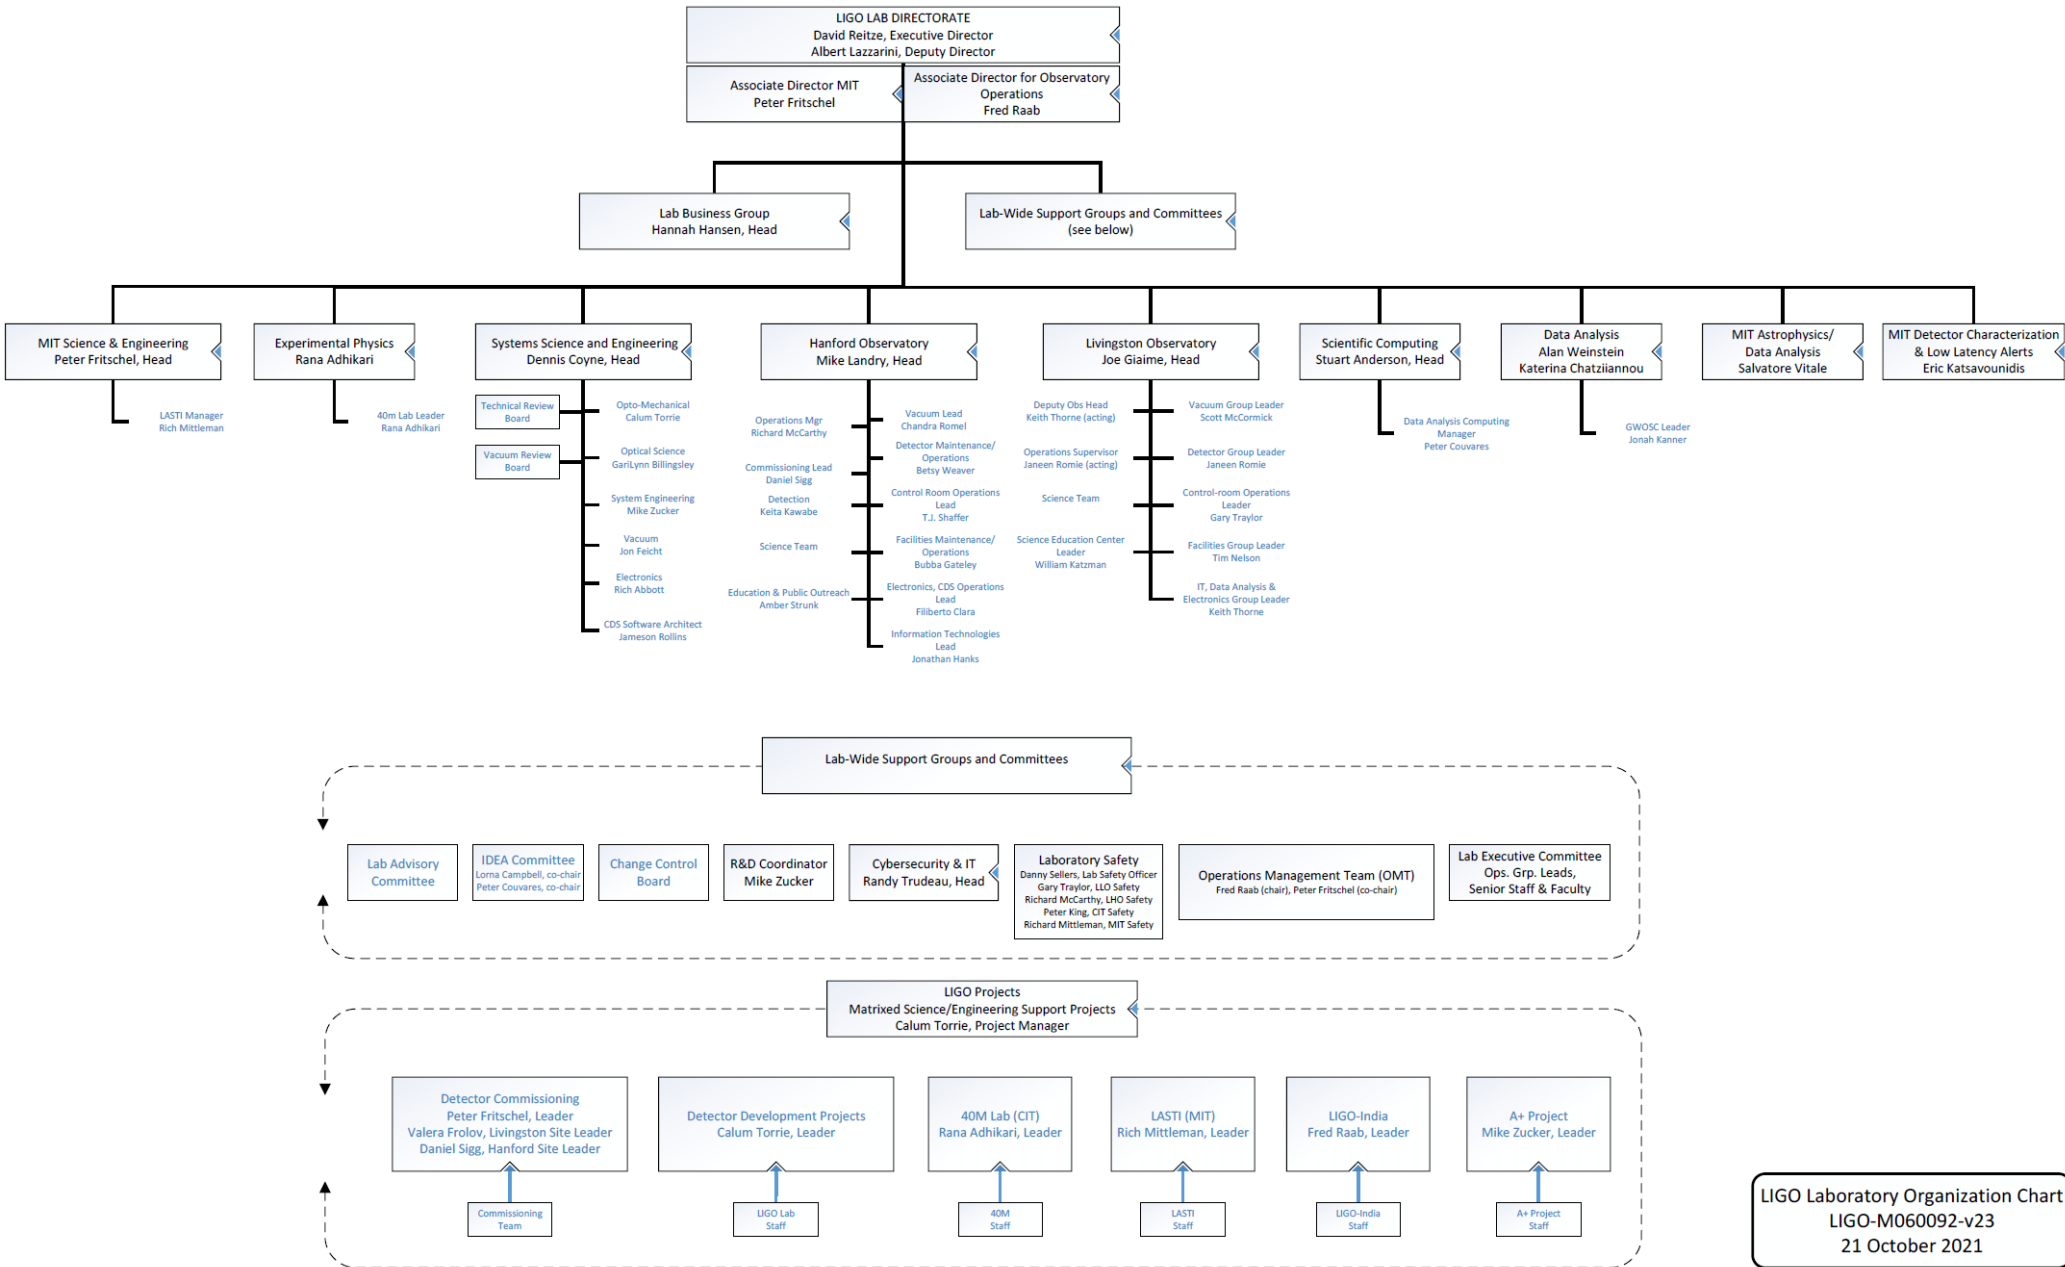 LIGO LAB DIRECTORATE
David Reitze, Executive Director
Albert Lazzarini, Deputy Director
Associate Director MIT
Peter Fritschel
Associate Director for Observatory
Operations
Fred Raab
Lab Business Group
Hannah Hansen, Head
Lab-Wide Support Groups and Committees
(see below)
MIT Science & Engineering
Peter Fritschel, Head
Experimental Physics
Rana Adhikari
Systems Science and Engineering
Dennis Coyne, Head
Hanford Observatory
Mike Landry, Head
Livingston Observatory
Joe Giaime, Head
Scientific Computing
Stuart Anderson, Head
Data Analysis
Alan Weinstein
Katerina Chatziiannou
MIT Astrophysics/
Data Analysis
Salvatore Vitale
MIT Detector Characterization
& Low Latency Alerts
Eric Katsavounidis
LASTI Manager
Rich Mittleman
40m Lab Leader
Rana Adhikari
Technical Review
Board
Vacuum Review
Board
Opto-Mechanical
Calum Torrie
Optical Science
GariLynn Billingsley
System Engineering
Mike Zucker
Vacuum
Jon Feicht
Electronics
Rich Abbott
CDS Software Architect
Jameson Rollins
Operations Mgr
Richard McCarthy
Commissioning Lead
Daniel Sigg
Detection
Keita Kawabe
Science Team
Education & Public Outreach
Amber Strunk
Vacuum Lead
Chandra Romel
Detector Maintenance/
Operations
Betsy Weaver
Control Room Operations
Lead
T.J. Shaffer
Facilities Maintenance/
Operations
Bubba Gateley
Electronics, CDS Operations
Lead
Filiberto Clara
Information Technologies
Lead
Jonathan Hanks
Deputy Obs Head
Keith Thorne (acting)
Operations Supervisor
Janeen Romie (acting)
Science Team
Science Education Center
Leader
William Katzman
Vacuum Group Leader
Scott McCormick
Detector Group Leader
Janeen Romie
Control-room Operations
Leader
Gary Traylor
Facilities Group Leader
Tim Nelson
IT, Data Analysis &
Electronics Group Leader
Keith Thorne
Data Analysis Computing
Manager
Peter Couvares
GWOSC Leader
Jonah Kanner
Lab-Wide Support Groups and Committees
Lab Advisory
Committee
IDEA Committee
Lorna Campbell, co-chair
Peter Couvares, co-chair
Change Control
Board
R&D Coordinator
Mike Zucker
Cybersecurity & IT
Randy Trudeau, Head
Laboratory Safety
Danny Sellers, Lab Safety Officer
Gary Traylor, LLO Safety
Richard McCarthy, LHO Safety
Peter King, CIT Safety
Richard Mittleman, MIT Safety
Operations Management Team (OMT)
Fred Raab (chair), Peter Fritschel (co-chair)
Lab Executive Committee
Ops. Grp. Leads,
Senior Staff & Faculty
LIGO Projects
Matrixed Science/Engineering Support Projects
Calum Torrie, Project Manager
Detector Commissioning
Peter Fritschel, Leader
Valera Frolov, Livingston Site Leader
Daniel Sigg, Hanford Site Leader
Detector Development Projects
Calum Torrie, Leader
40M Lab (CIT)
Rana Adhikari, Leader
LASTI (MIT)
Rich Mittleman, Leader
LIGO-India
Fred Raab, Leader
A+ Project
Mike Zucker, Leader
Commissioning
Team
LIGO Lab
Staff
40M
Staff
LASTI
Staff
LIGO-India
Staff
A+ Project
Staff
LIGO Laboratory Organization Chart
LIGO-M060092-v23
21 October 2021